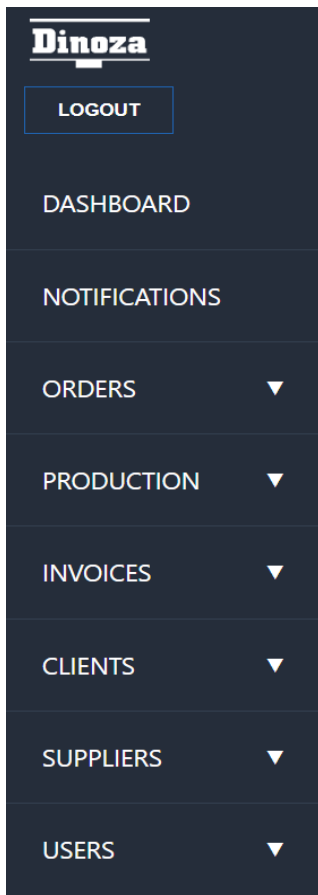 Dinoza
LOGOUT
DASHBOARD
NOTIFICATIONS
ORDERS
PRODUCTION
INVOICES
CLIENTS
SUPPLIERS
USERS